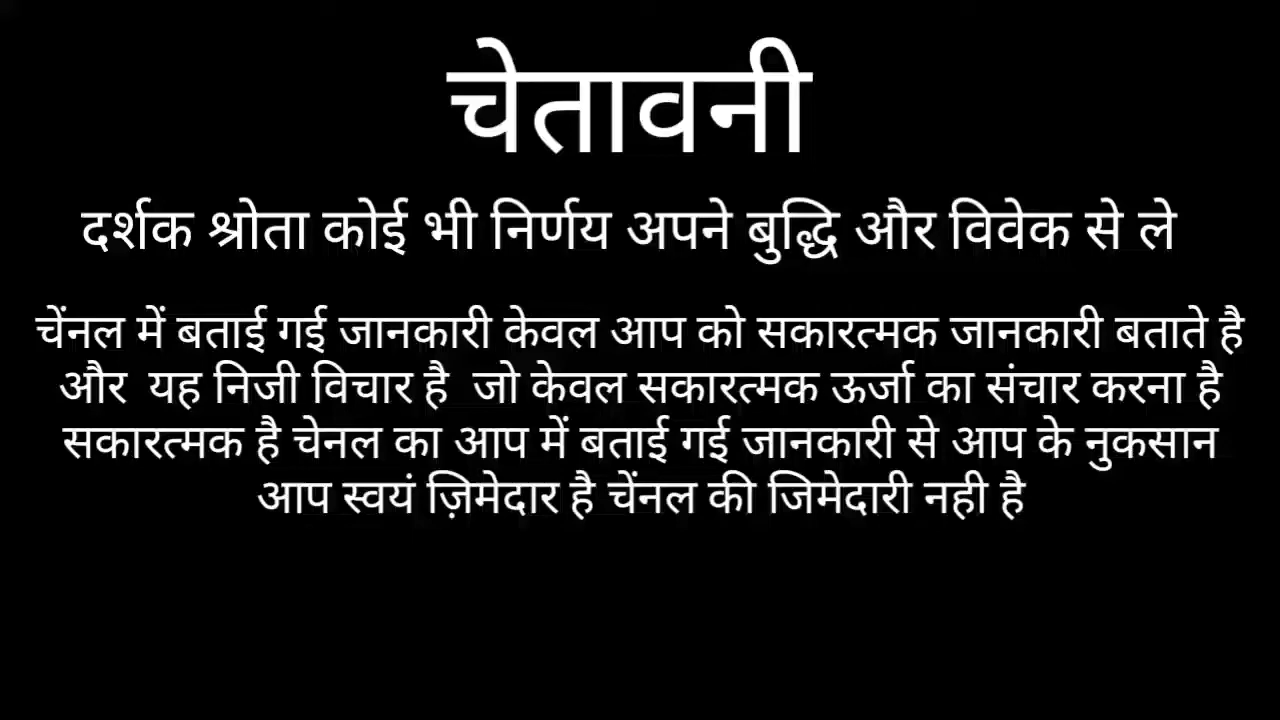 चेतावनी
दर्शक श्रोता कोई भी निर्णय अपने बुद्धि और विवेक से ले
चेंनल में बताई गई जानकारी केवल आप को सकारत्मक जानकारी बताते है
और यह निजी विचार है जो केवल सकारत्मक ऊर्जा का संचार करना है
सकारत्मक है चेनल का आप में बताई गई जानकारी से आप के नुकसान
आप स्वयं ज़िमेदार है चेंनल की जिमेदारी नही है